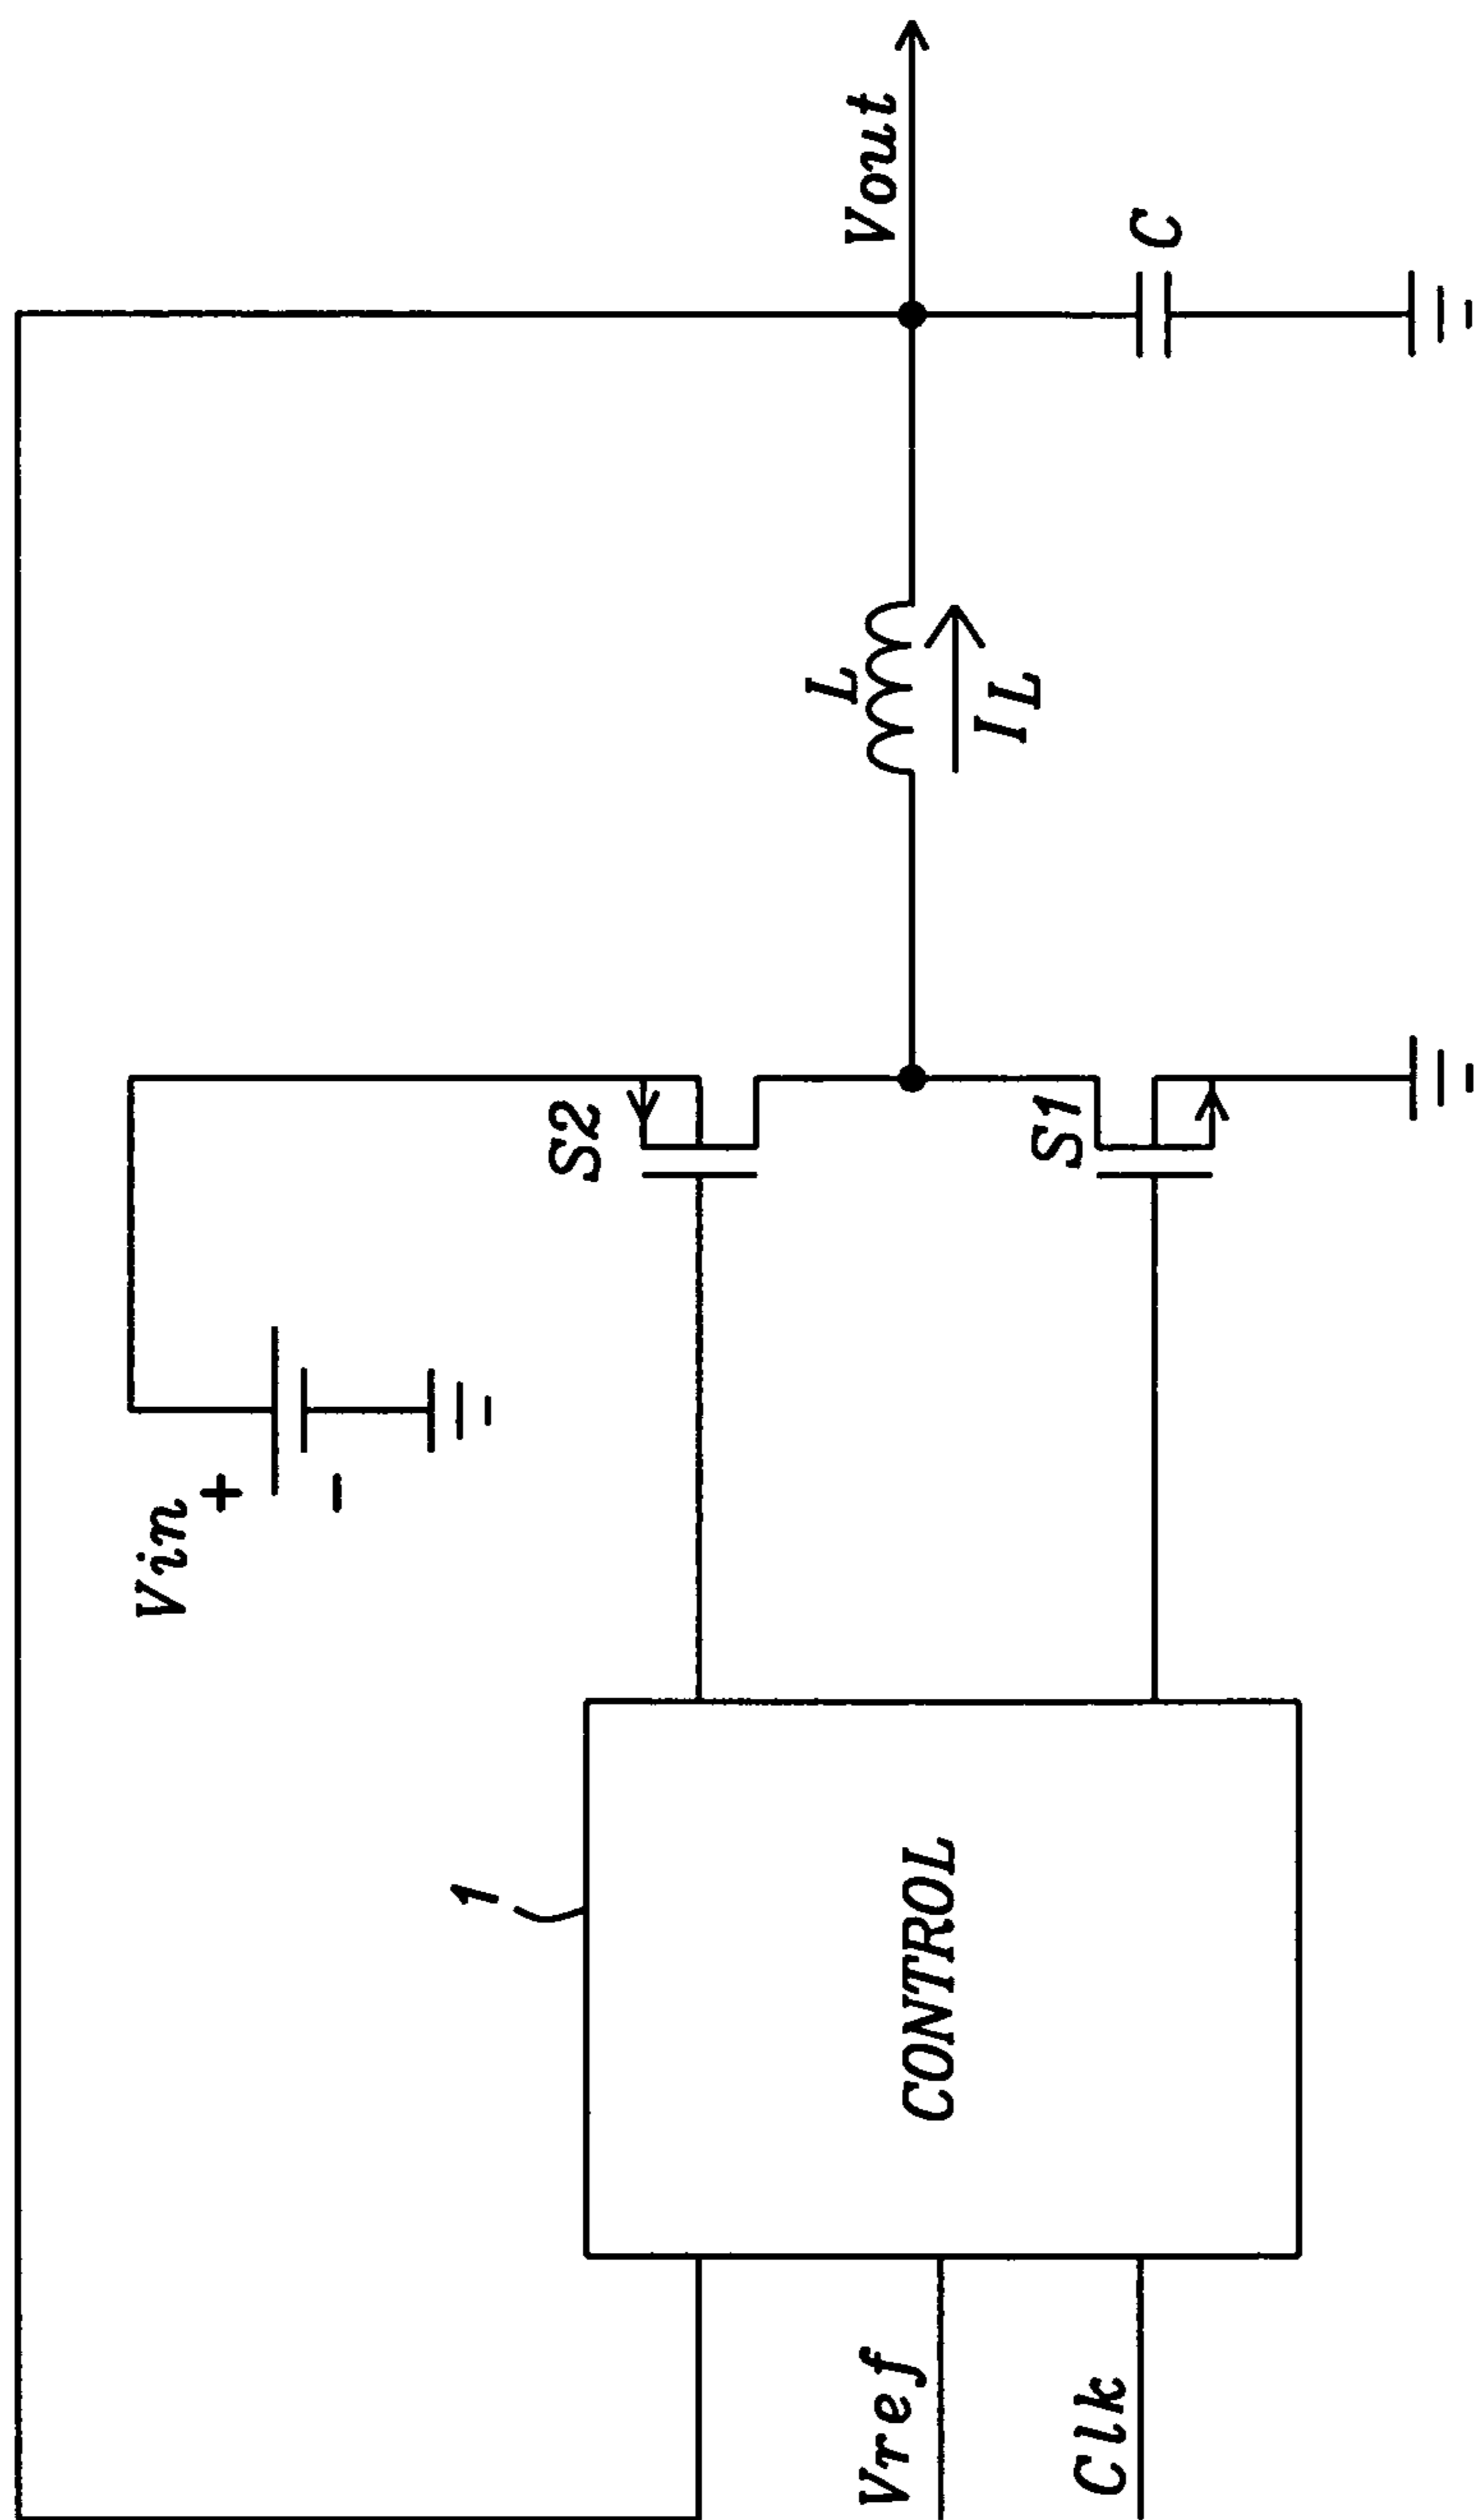 Vin
+
-
S2
L
Vout
1
IL
S1
C
CONTROL
Vref
Clk